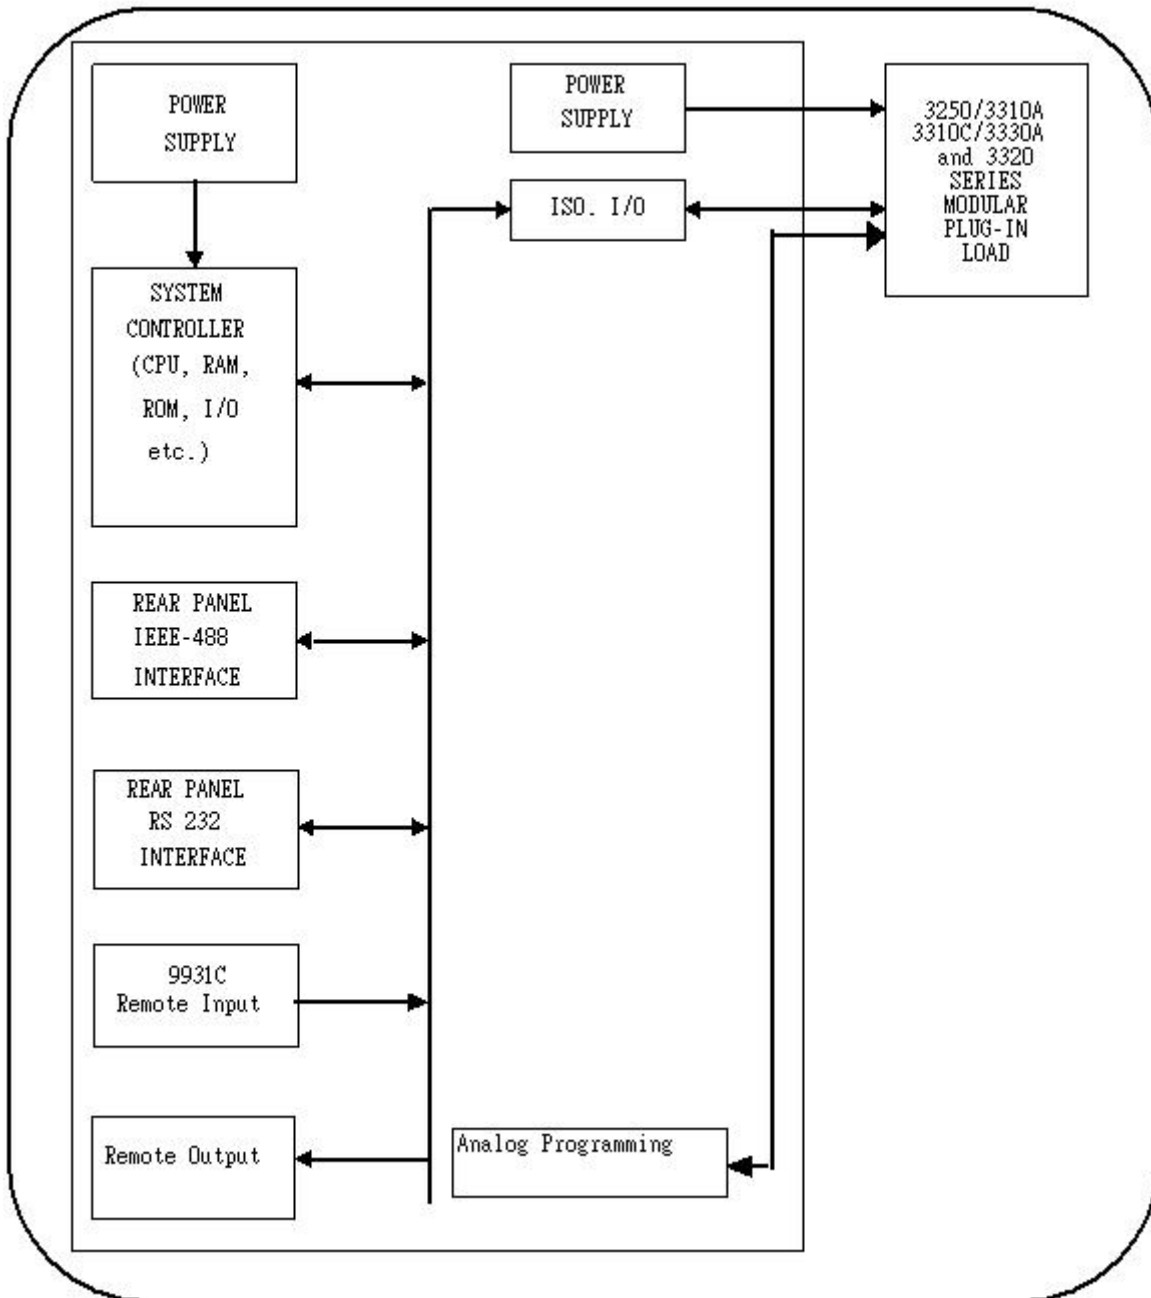 POWER
SUPPLY
POWER
SUPPLY
3250/3310A
3310C/3330A
and 3320
SERIES
MODULAR
PLUG-IN
LOAD
ISO. I/O
SYSTEM
CONTROLLER
(CPU, RAM,
ROM, I/O
etc.)
REAR PANEL
IEEE-488
INTERFACE
REAR PANEL
RS 232
INTERFACE
9931C
Remote Input
Remote Output
Analog Programming